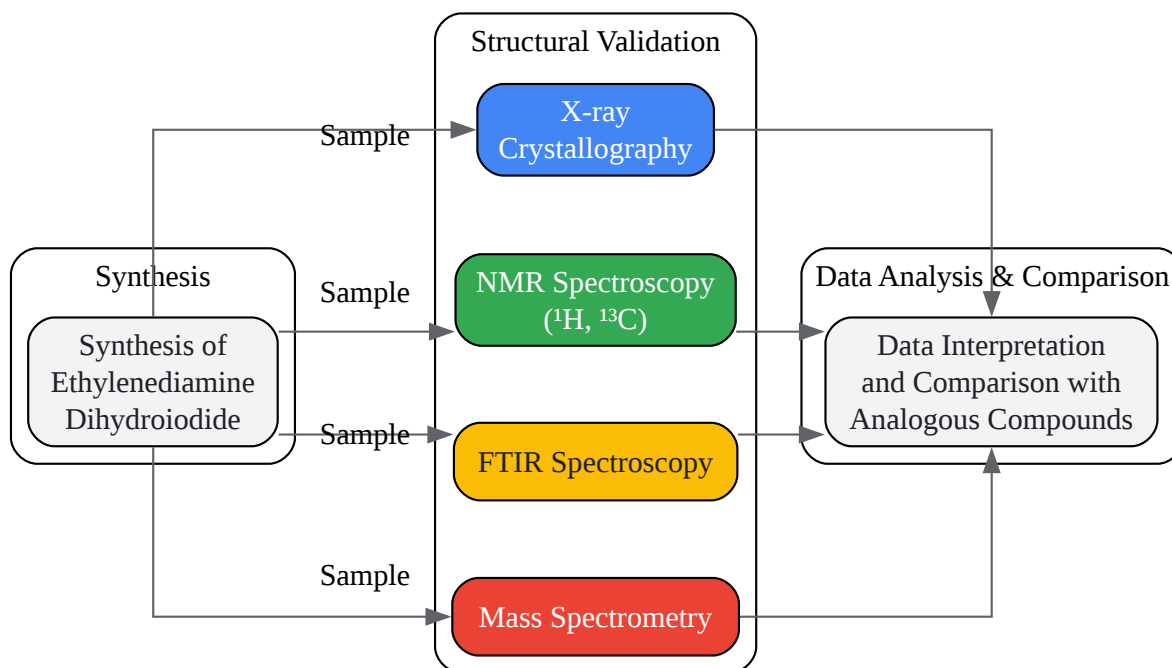 Structural Validation
X-ray
Crystallography
Sample
Synthesis
Synthesis of
Ethylenediamine
Dihydroiodide
Sample
NMR Spectroscopy
(¹H, ¹³C)
Sample
FTIR Spectroscopy
Sample
Mass Spectrometry
Data Analysis & Comparison
Data Interpretation
and Comparison with
Analogous Compounds